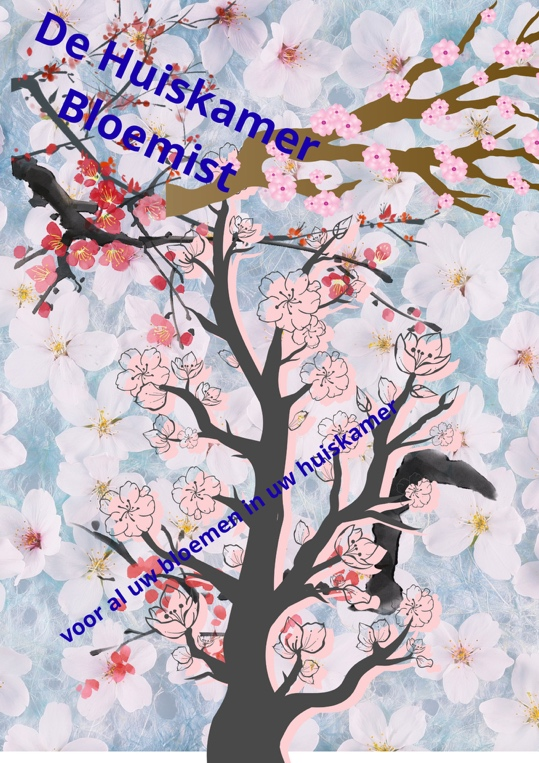 De Huiskamer
Bloemist
voor al uw bloemen in uw huiskamer